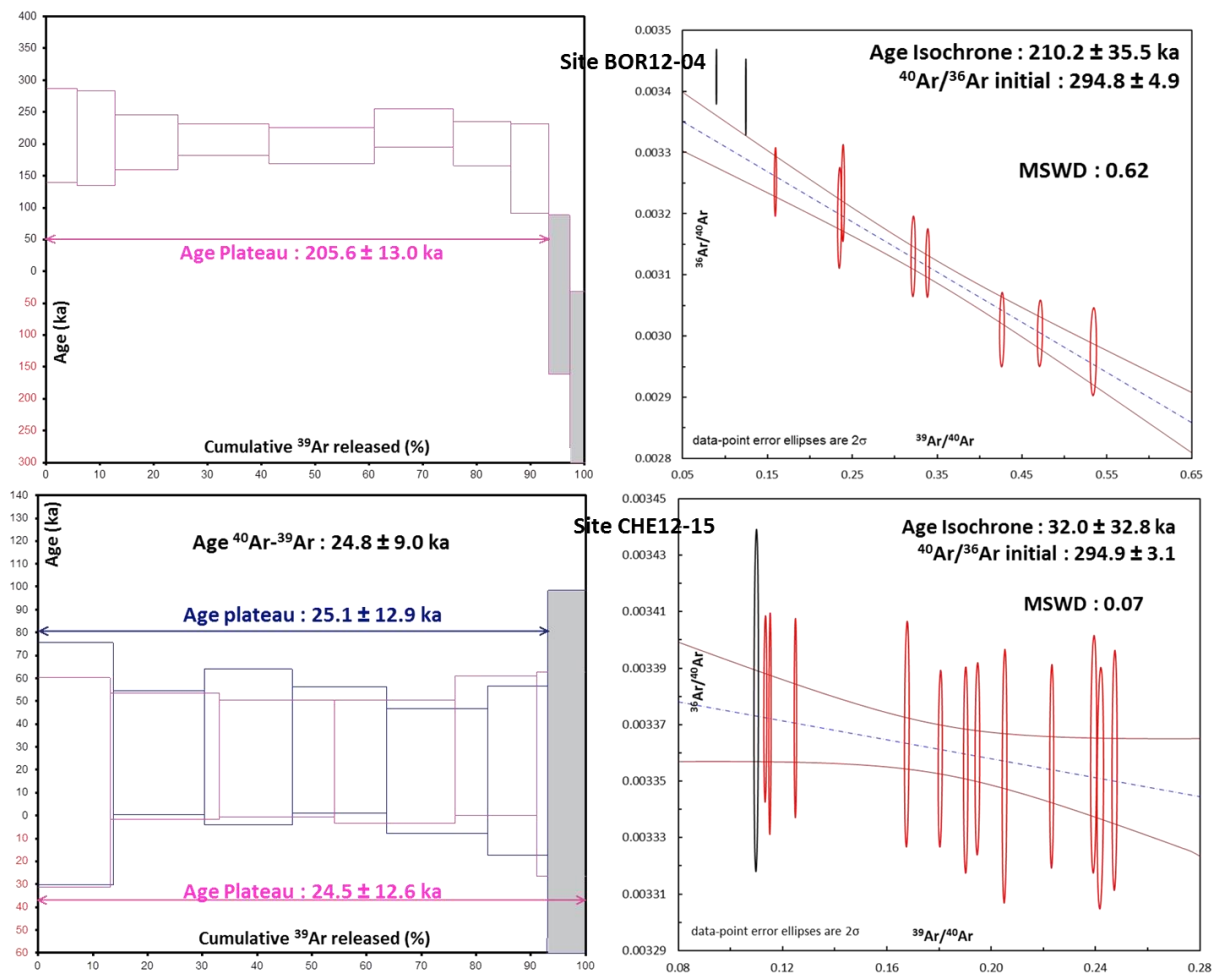 400
350
300
250
200
150
100
50
0
50
100
150
200
250
300
Age (ka)
Age Plateau : 205.6 ± 13.0 ka
Cumulative ³⁹Ar released (%)
0 10 20 30 40 50 60 70 80 90 100
Site BOR12-04
0.0035
0.0034
0.0033
0.0032
0.0031
0.0030
0.0029
0.0028
³⁶Ar/⁴⁰Ar
Age Isochrone : 210.2 ± 35.5 ka
⁴⁰Ar/³⁶Ar initial : 294.8 ± 4.9
MSWD : 0.62
data-point error ellipses are 2σ
³⁹Ar/⁴⁰Ar
0.05 0.15 0.25 0.35 0.45 0.55 0.65
140
130
120
110
100
90
80
70
60
50
40
30
20
10
0
10
20
30
40
50
60
Age (ka)
Age ⁴⁰Ar-³⁹Ar : 24.8 ± 9.0 ka
Age plateau : 25.1 ± 12.9 ka
Age Plateau : 24.5 ± 12.6 ka
Cumulative ³⁹Ar released (%)
0 10 20 30 40 50 60 70 80 90 100
Site CHE12-15
0.00345
0.00343
0.00341
0.00339
0.00337
0.00335
0.00333
0.00331
0.00329
³⁶Ar/⁴⁰Ar
Age Isochrone : 32.0 ± 32.8 ka
⁴⁰Ar/³⁶Ar initial : 294.9 ± 3.1
MSWD : 0.07
data-point error ellipses are 2σ
³⁹Ar/⁴⁰Ar
0.08 0.12 0.16 0.20 0.24 0.28